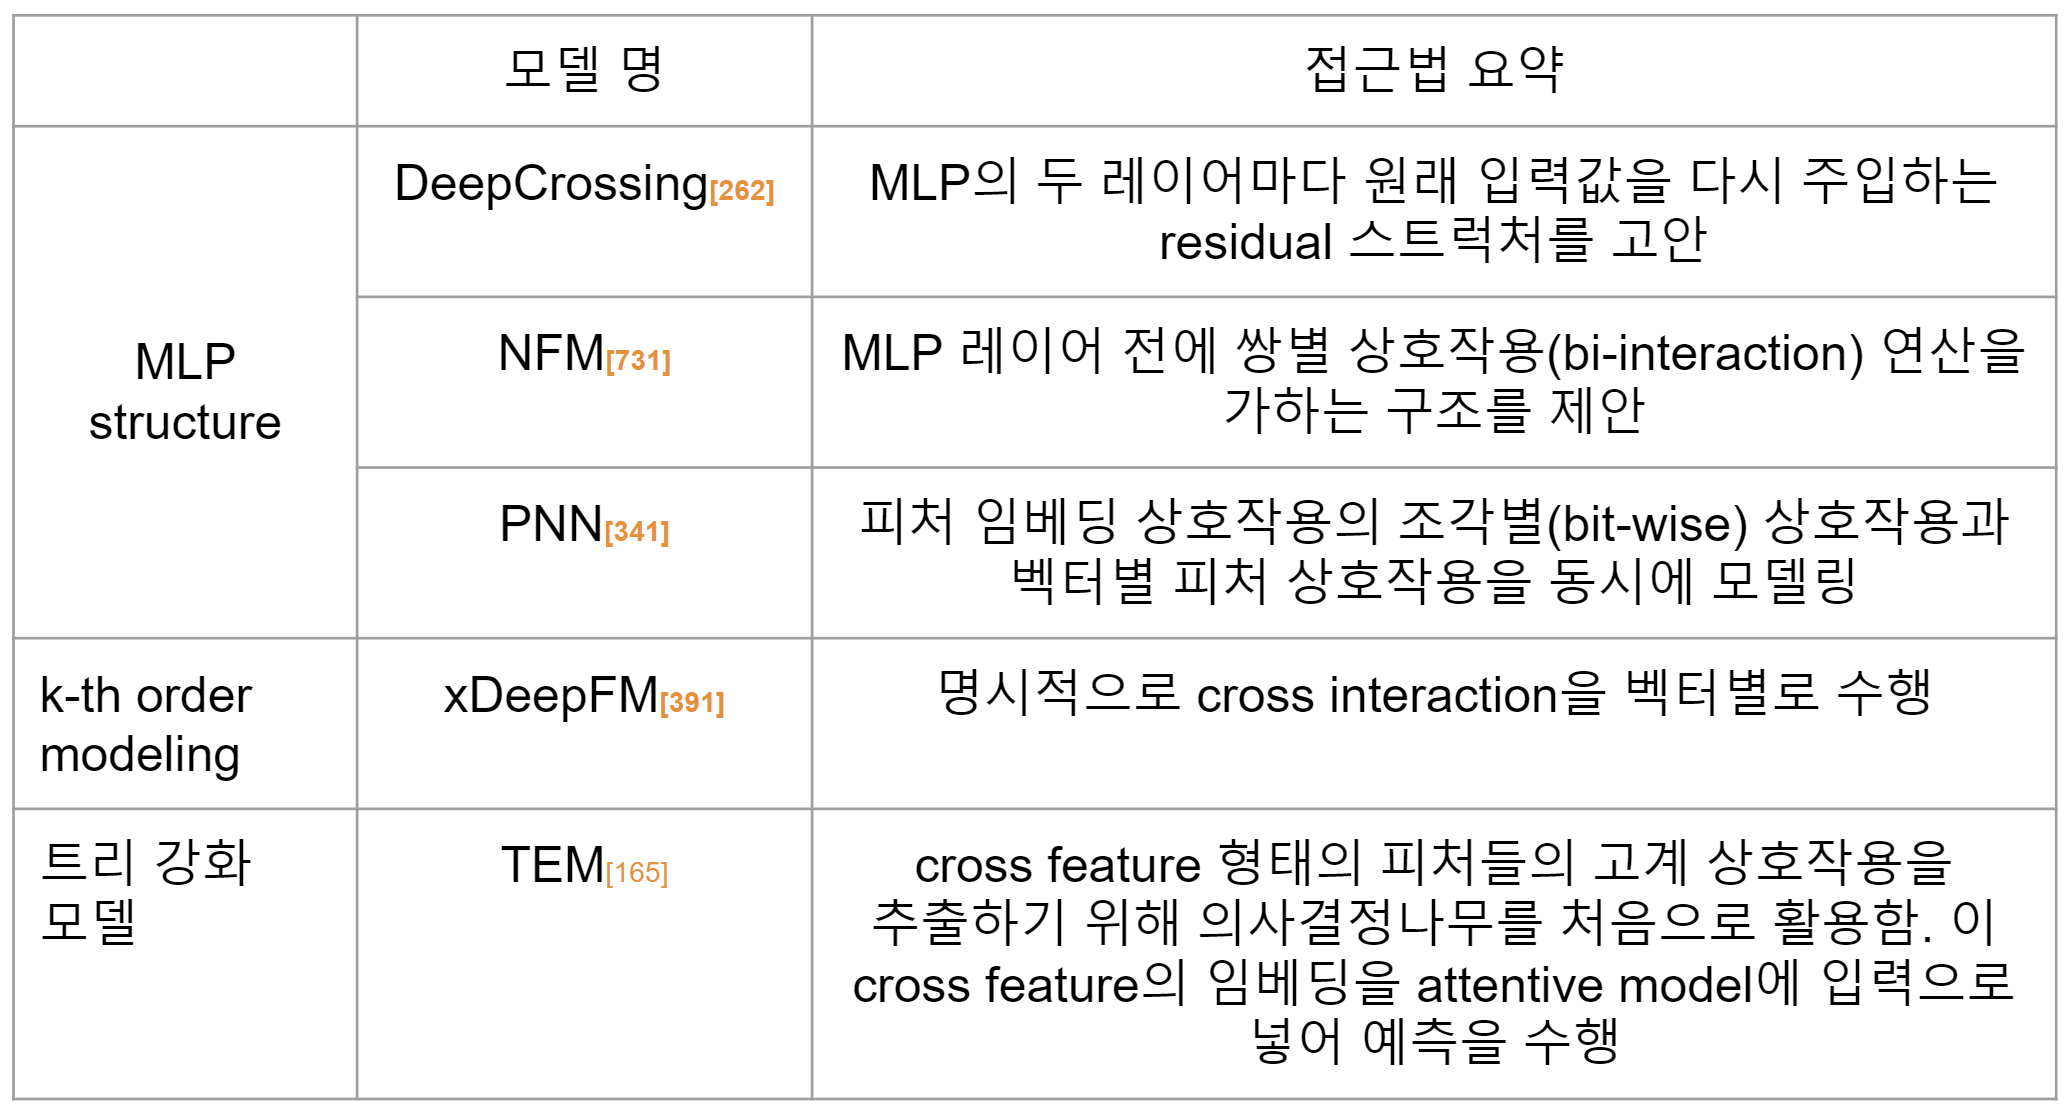 모델 명
접근법 요약
MLP
structure
DeepCrossing[262]
MLP의 두 레이어마다 원래 입력값을 다시 주입하는
residual 스트럭처를 고안
NFM[731]
MLP 레이어 전에 쌍별 상호작용(bi-interaction) 연산을
가하는 구조를 제안
PNN[341]
피처 임베딩 상호작용의 조각별(bit-wise) 상호작용과
벡터별 피처 상호작용을 동시에 모델링
k-th order
modeling
xDeepFM[391]
명시적으로 cross interaction을 벡터별로 수행
트리 강화
모델
TEM[165]
cross feature 형태의 피처들의 고계 상호작용을
추출하기 위해 의사결정나무를 처음으로 활용함. 이
cross feature의 임베딩을 attentive model에 입력으로
넣어 예측을 수행